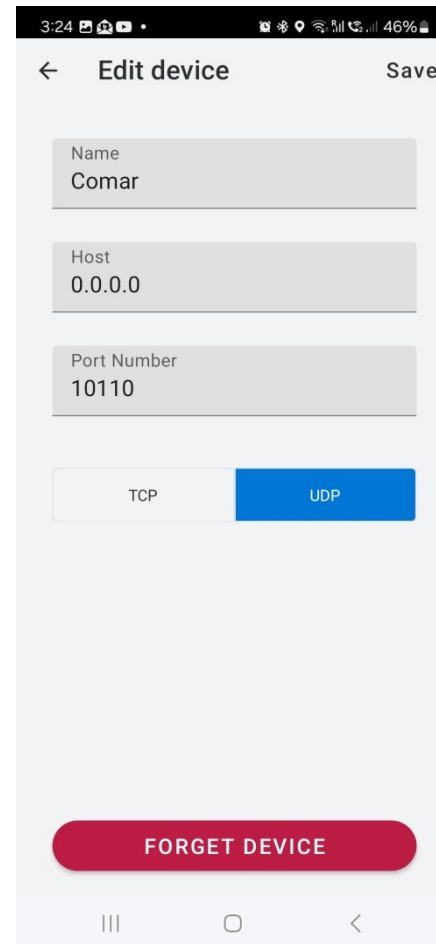 3:24
46%
Edit device
Save
Name
Comar
Host
0.0.0.0
Port Number
10110
TCP
UDP
FORGET DEVICE